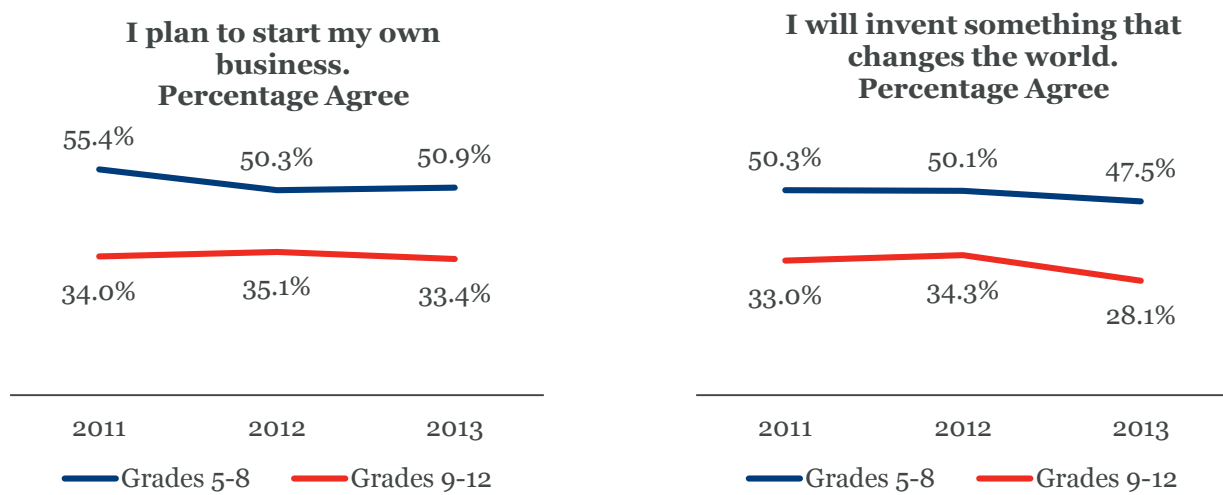 I plan to start my own
business.
Percentage Agree
55.4%
50.3%
50.9%
34.0%
35.1%
33.4%
2011
2012
2013
Grades 5-8
Grades 9-12
I will invent something that
changes the world.
Percentage Agree
50.3%
50.1%
47.5%
33.0%
34.3%
28.1%
2011
2012
2013
Grades 5-8
Grades 9-12